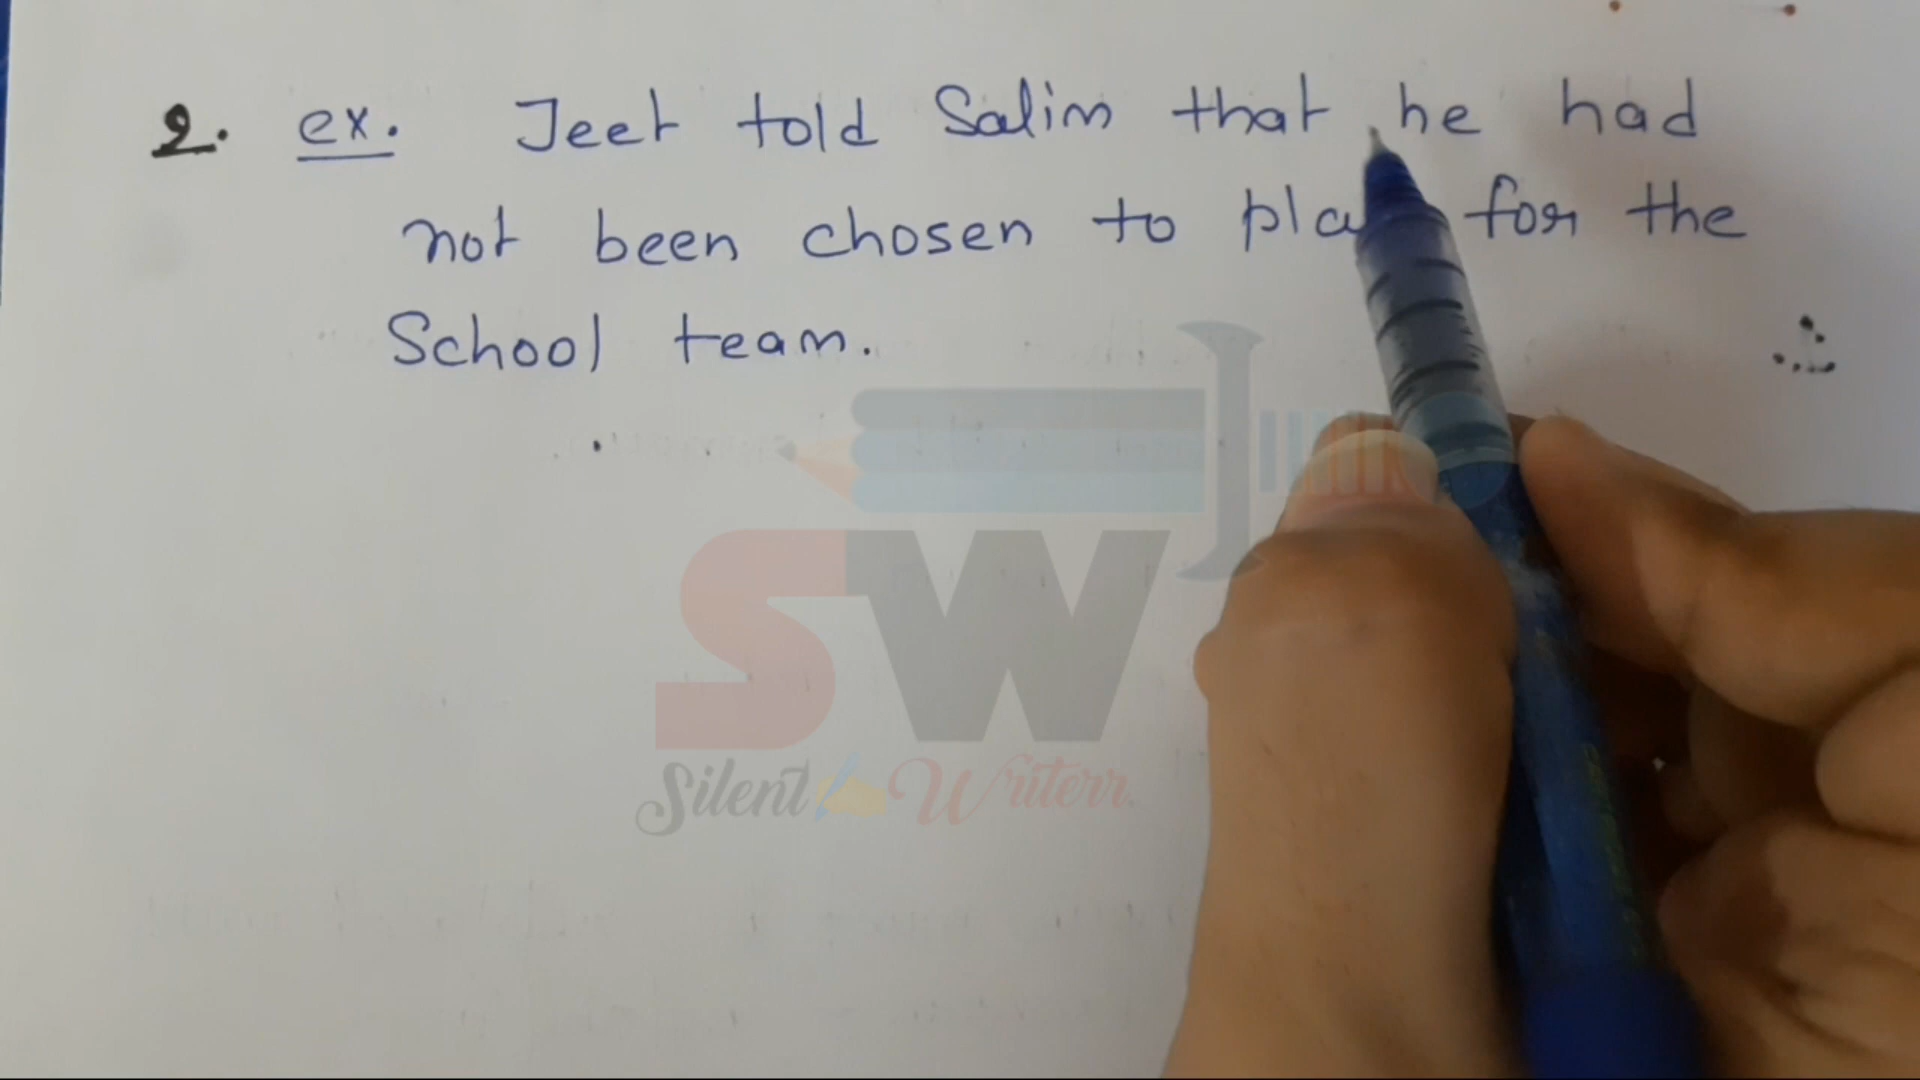 2. ex. Jeet told Salim that he had
not been chosen to play for the
School team.
SW
Silent Writerr.